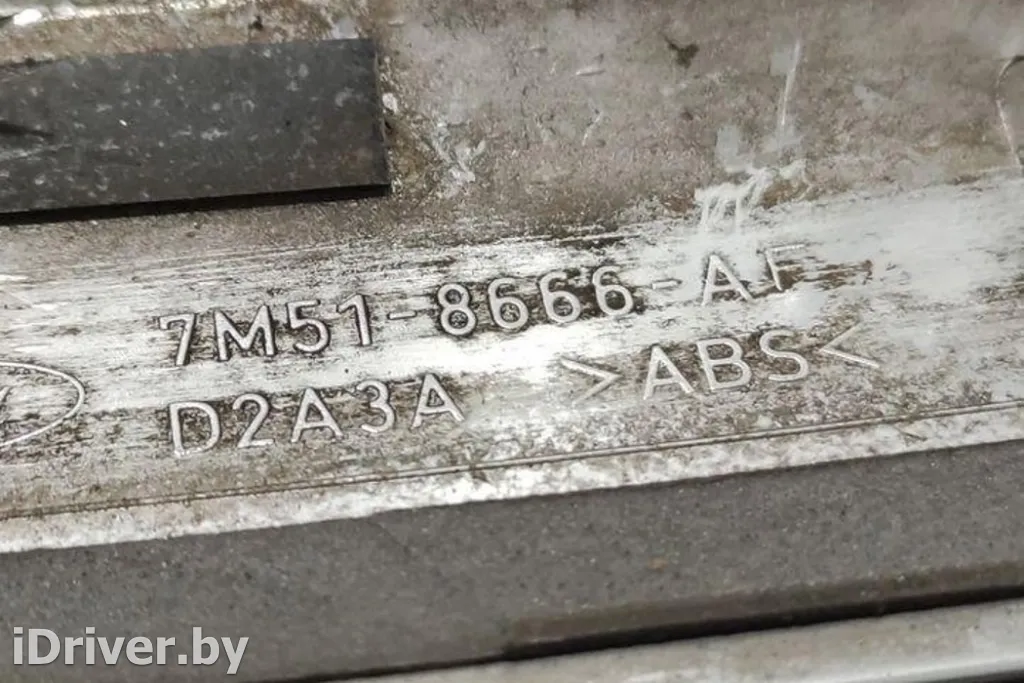 7M51-8666-AF
D2A3A >ABS<
iDriver.by